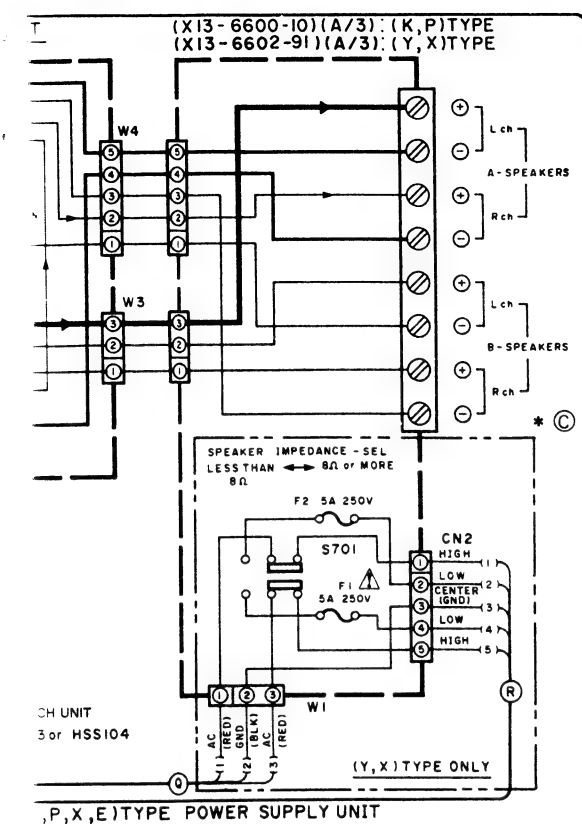 T
(X13-6600-10)(A/3):(K,P)TYPE
(X13-6602-91)(A/3):(Y,X)TYPE
W4
5 5
4 4
3 3
2 2
1 1
W3
3 3
2 2
1 1
+
L ch
−
A-SPEAKERS
+
R ch
−
+
L ch
−
B-SPEAKERS
+
R ch
−
* C
SPEAKER IMPEDANCE-SEL
LESS THAN ↔ 8Ω or MORE
8Ω
F2 5A 250V
S701
F1
5A 250V
CN2
1 HIGH (1)
2 LOW (2)
3 CENTER (3)
(GND)
4 LOW (4)
5 HIGH (5)
R
1 2 3
W1
AC (RED) (1)
GND (BLK) (2)
AC (RED) (3)
Q
CH UNIT
3 or HSS104
(Y,X)TYPE ONLY
,P,X,E)TYPE POWER SUPPLY UNIT